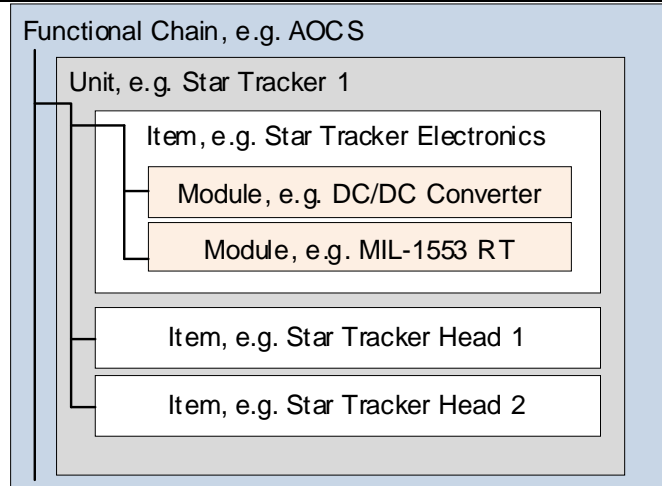 Functional Chain, e.g. AOCS
Unit, e.g. Star Tracker 1
Item, e.g. Star Tracker Electronics
Module, e.g. DC/DC Converter
Module, e.g. MIL-1553 RT
Item, e.g. Star Tracker Head 1
Item, e.g. Star Tracker Head 2